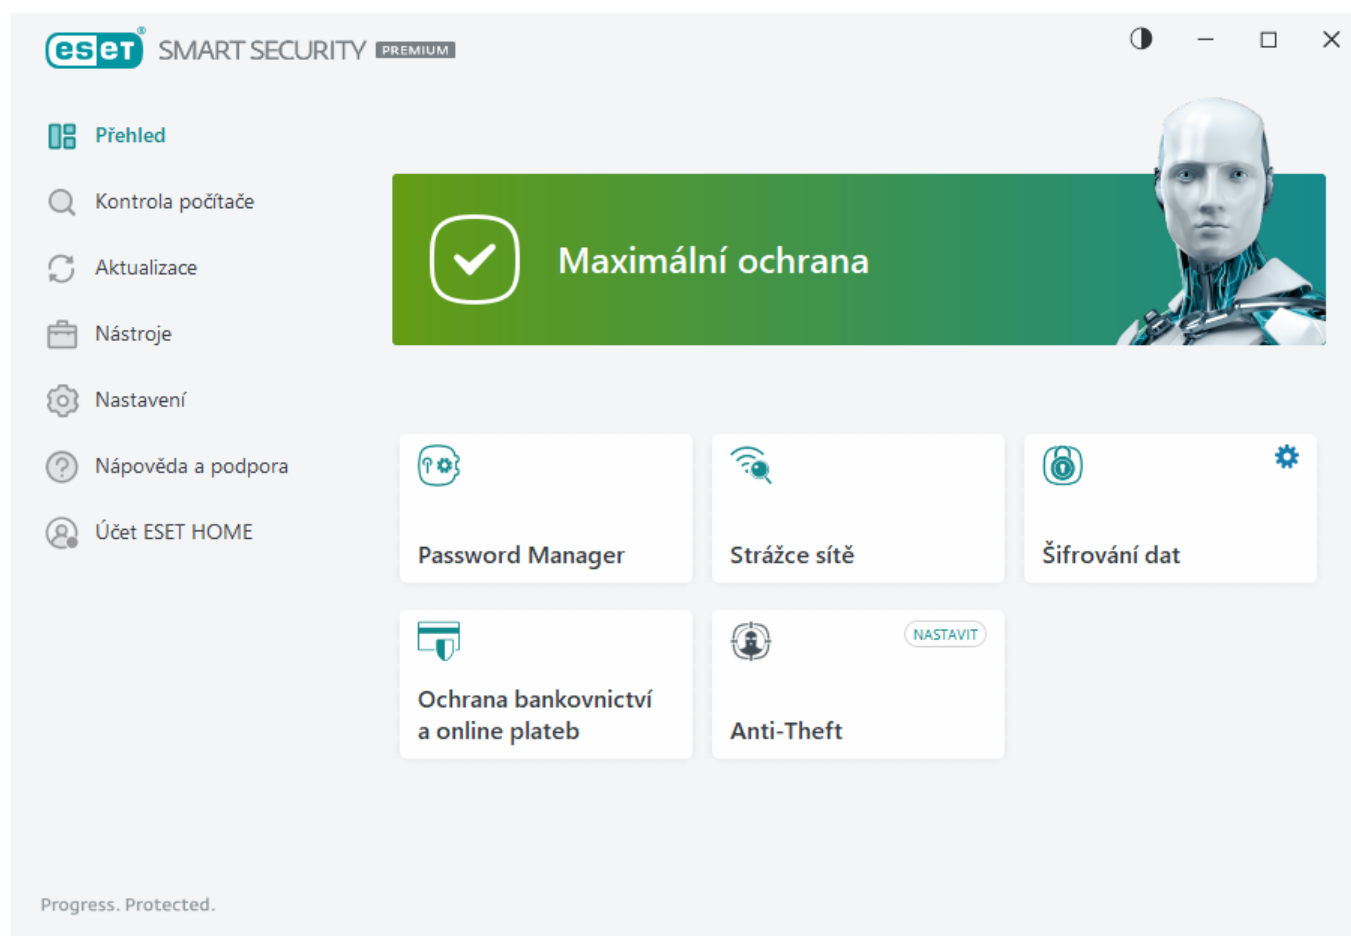 eset® SMART SECURITY PREMIUM
Přehled
Kontrola počítače
Aktualizace
Nástroje
Nastavení
Nápověda a podpora
Účet ESET HOME
Maximální ochrana
Password Manager
Strážce sítě
Šifrování dat
Ochrana bankovnictví
a online plateb
NASTAVIT
Anti-Theft
Progress. Protected.